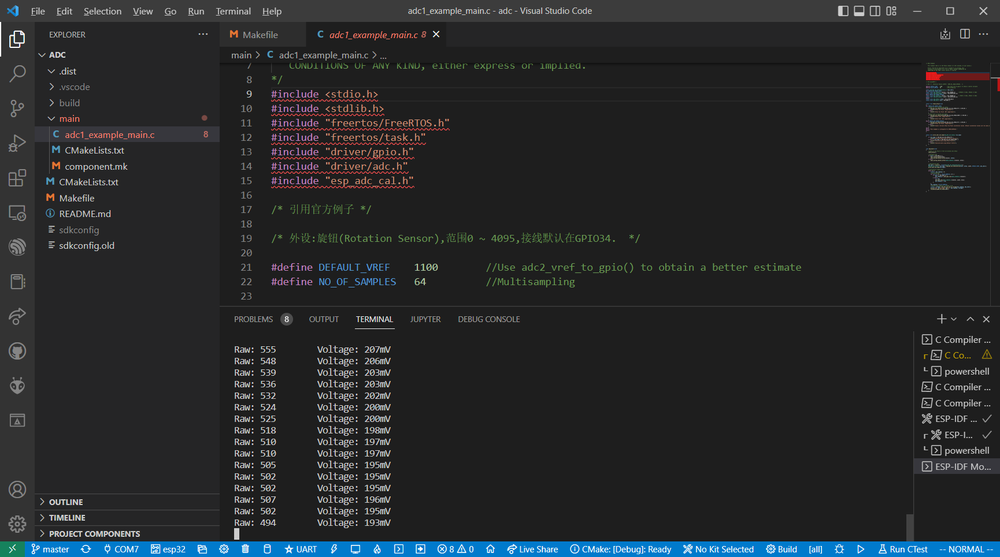 File Edit Selection View Go Run Terminal Help
adc1_example_main.c - adc - Visual Studio Code
EXPLORER
ADC
.dist
.vscode
build
main
adc1_example_main.c 8
CMakeLists.txt
component.mk
CMakeLists.txt
Makefile
README.md
sdkconfig
sdkconfig.old
OUTLINE
TIMELINE
PROJECT COMPONENTS
Makefile
adc1_example_main.c 8
main > C adc1_example_main.c > ...
7 CONDITIONS OF ANY KIND, either express or implied.
8 */
9 #include <stdio.h>
10 #include <stdlib.h>
11 #include "freertos/FreeRTOS.h"
12 #include "freertos/task.h"
13 #include "driver/gpio.h"
14 #include "driver/adc.h"
15 #include "esp_adc_cal.h"
16
17 /* 引用官方例子 */
18
19 /* 外设:旋钮(Rotation Sensor),范围0 ~ 4095,接线默认在GPIO34. */
20
21 #define DEFAULT_VREF 1100 //Use adc2_vref_to_gpio() to obtain a better estimate
22 #define NO_OF_SAMPLES 64 //Multisampling
23
PROBLEMS 8 OUTPUT TERMINAL JUPYTER DEBUG CONSOLE
Raw: 555 Voltage: 207mV
Raw: 548 Voltage: 206mV
Raw: 539 Voltage: 203mV
Raw: 536 Voltage: 203mV
Raw: 532 Voltage: 202mV
Raw: 524 Voltage: 200mV
Raw: 525 Voltage: 200mV
Raw: 518 Voltage: 198mV
Raw: 510 Voltage: 197mV
Raw: 510 Voltage: 197mV
Raw: 505 Voltage: 195mV
Raw: 502 Voltage: 195mV
Raw: 502 Voltage: 195mV
Raw: 507 Voltage: 196mV
Raw: 502 Voltage: 195mV
Raw: 494 Voltage: 193mV
C Compiler ...
C Co...
powershell
C Compiler ...
C Compiler ...
ESP-IDF ...
ESP-I...
powershell
ESP-IDF Mo...
master COM7 esp32 UART 8 0 Live Share CMake: [Debug]: Ready No Kit Selected Build [all] Run CTest -- NORMAL --